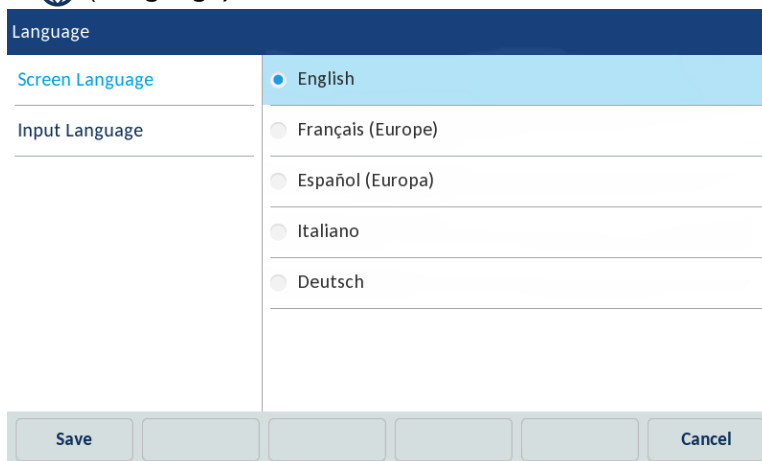 Language
Screen Language
Input Language
English
Français (Europe)
Español (Europa)
Italiano
Deutsch
Save
Cancel